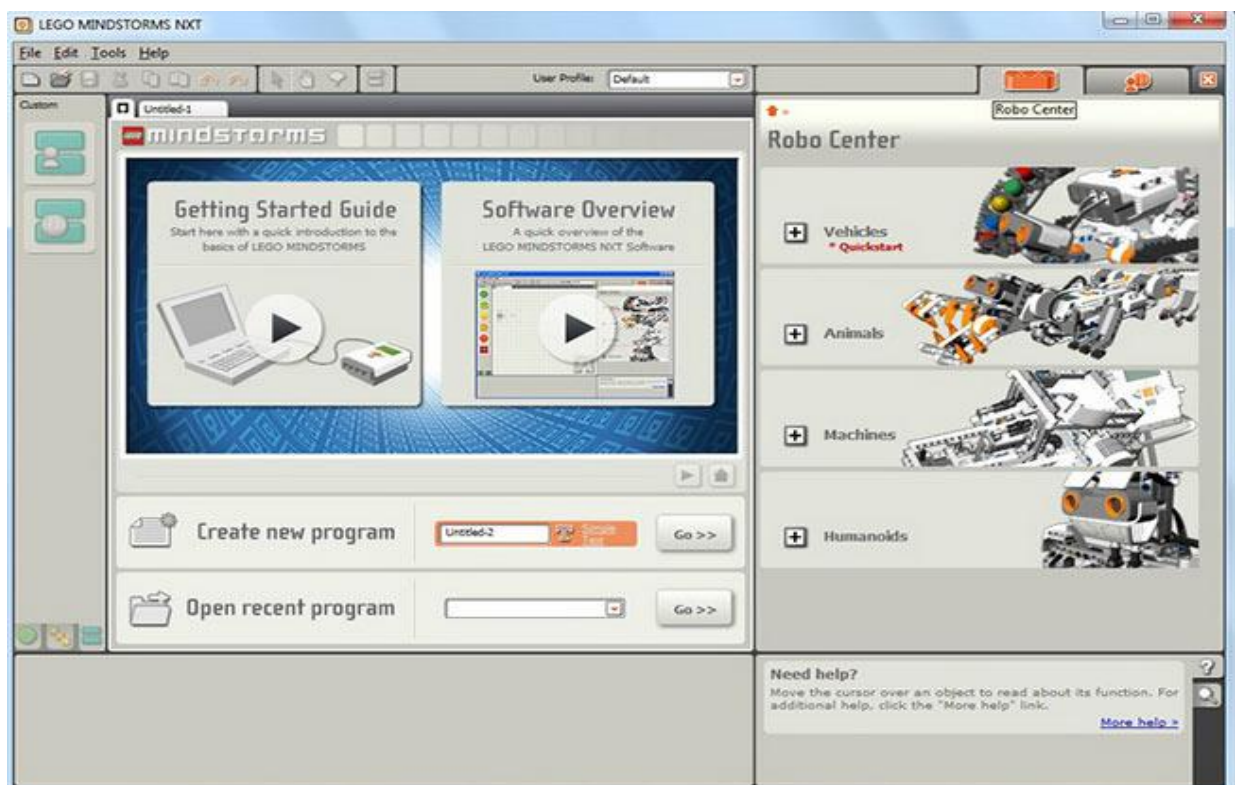 LEGO MINDSTORMS NXT
File Edit Tools Help
User Profile: Default
Robo Center
Custom
Untitled-1
mindstorms
Robo Center
Getting Started Guide
Start here with a quick introduction to the
basics of LEGO MINDSTORMS
Software Overview
A quick overview of the
LEGO MINDSTORMS NXT Software
Vehicles
* Quickstart
Animals
Machines
Humanoids
Create new program
Untitled-2
Go >>
Open recent program
Go >>
Need help?
Move the cursor over an object to read about its function. For
additional help, click the "More help" link.
More help »